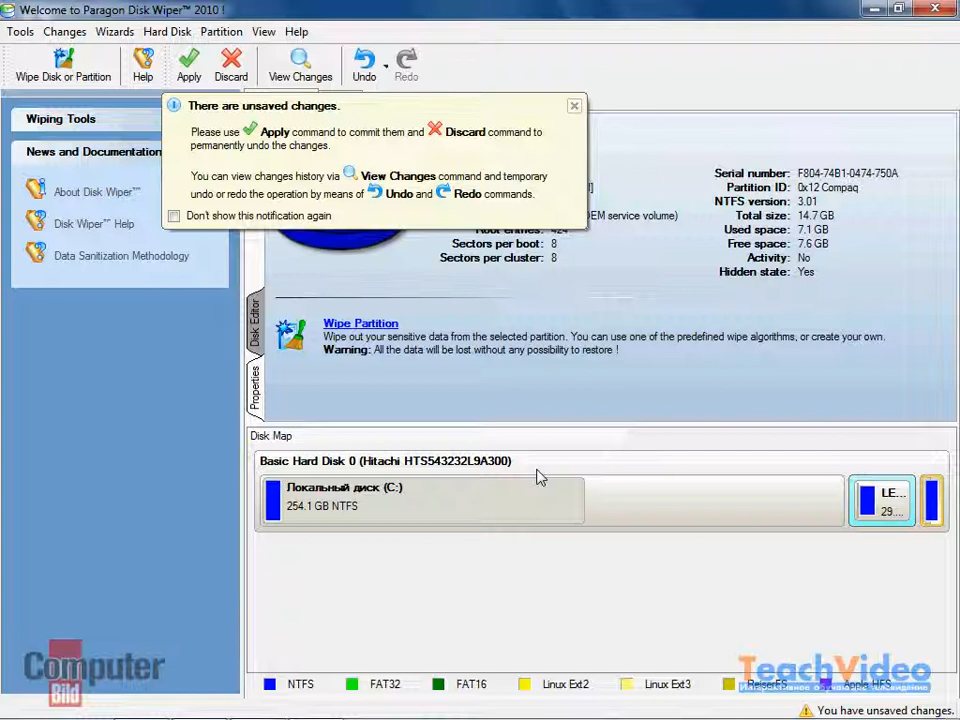 Welcome to Paragon Disk Wiper™ 2010 !
Tools Changes Wizards Hard Disk Partition View Help
Wipe Disk or Partition Help Apply Discard View Changes Undo Redo
There are unsaved changes.
Please use Apply command to commit them and Discard command to
permanently undo the changes.
You can view changes history via View Changes command and temporary
undo or redo the operation by means of Undo and Redo commands.
Don't show this notification again
Wiping Tools
News and Documentation
About Disk Wiper™
Disk Wiper™ Help
Data Sanitization Methodology
Serial number: F804-74B1-0474-750A
Partition ID: 0x12 Compaq
NTFS version: 3.01
EM service volume) Total size: 14.7 GB
Used space: 7.1 GB
Sectors per boot: 8 Free space: 7.6 GB
Sectors per cluster: 8 Activity: No
Hidden state: Yes
Disk Editor
Properties
Wipe Partition
Wipe out your sensitive data from the selected partition. You can use one of the predefined wipe algorithms, or create your own.
Warning: All the data will be lost without any possibility to restore !
Disk Map
Basic Hard Disk 0 (Hitachi HTS543232L9A300)
Локальный диск (C:)
254.1 GB NTFS
LE...
29....
NTFS FAT32 FAT16 Linux Ext2 Linux Ext3 ReiserFS Apple HFS
Computer
Bild
TeachVideo
You have unsaved changes.